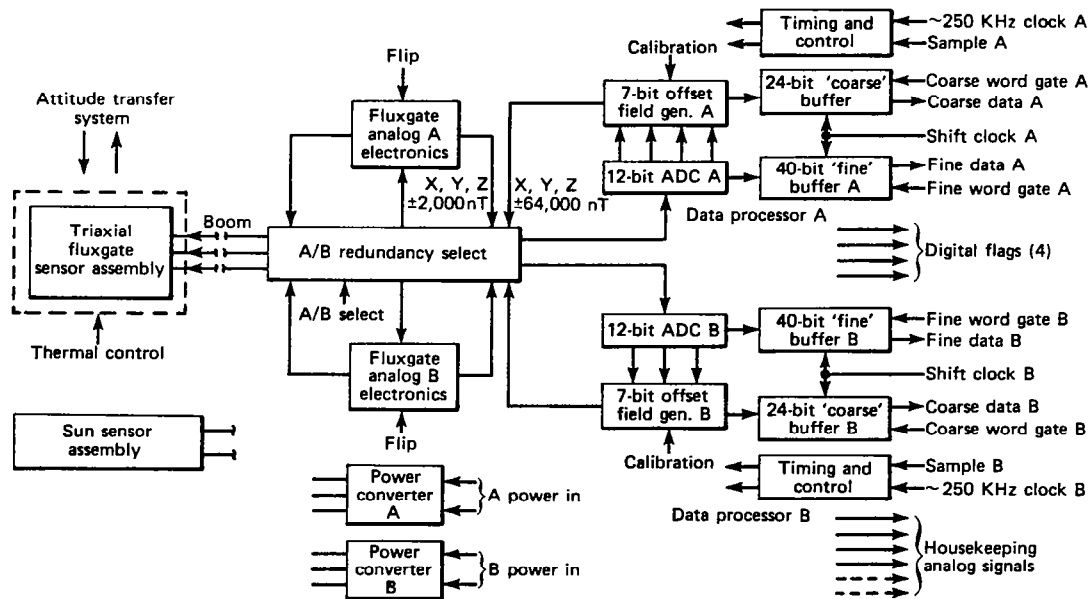 Attitude transfer
system
Triaxial
fluxgate
sensor assembly
Thermal control
Boom
Sun sensor
assembly
Flip
Fluxgate
analog A
electronics
X, Y, Z
±2,000nT
X, Y, Z
±64,000 nT
A/B redundancy select
A/B select
Fluxgate
analog B
electronics
Flip
Power
converter
A
A power in
Power
converter
B
B power in
Calibration
7-bit offset
field gen. A
12-bit ADC A
Data processor A
Timing and
control
~250 KHz clock A
Sample A
24-bit 'coarse'
buffer
Coarse word gate A
Coarse data A
Shift clock A
40-bit 'fine'
buffer A
Fine data A
Fine word gate A
Digital flags (4)
12-bit ADC B
7-bit offset
field gen. B
Calibration
40-bit 'fine'
buffer B
Fine word gate B
Fine data B
Shift clock B
24-bit 'coarse'
buffer B
Coarse data B
Coarse word gate B
Timing and
control
Sample B
~250 KHz clock B
Data processor B
Housekeeping
analog signals